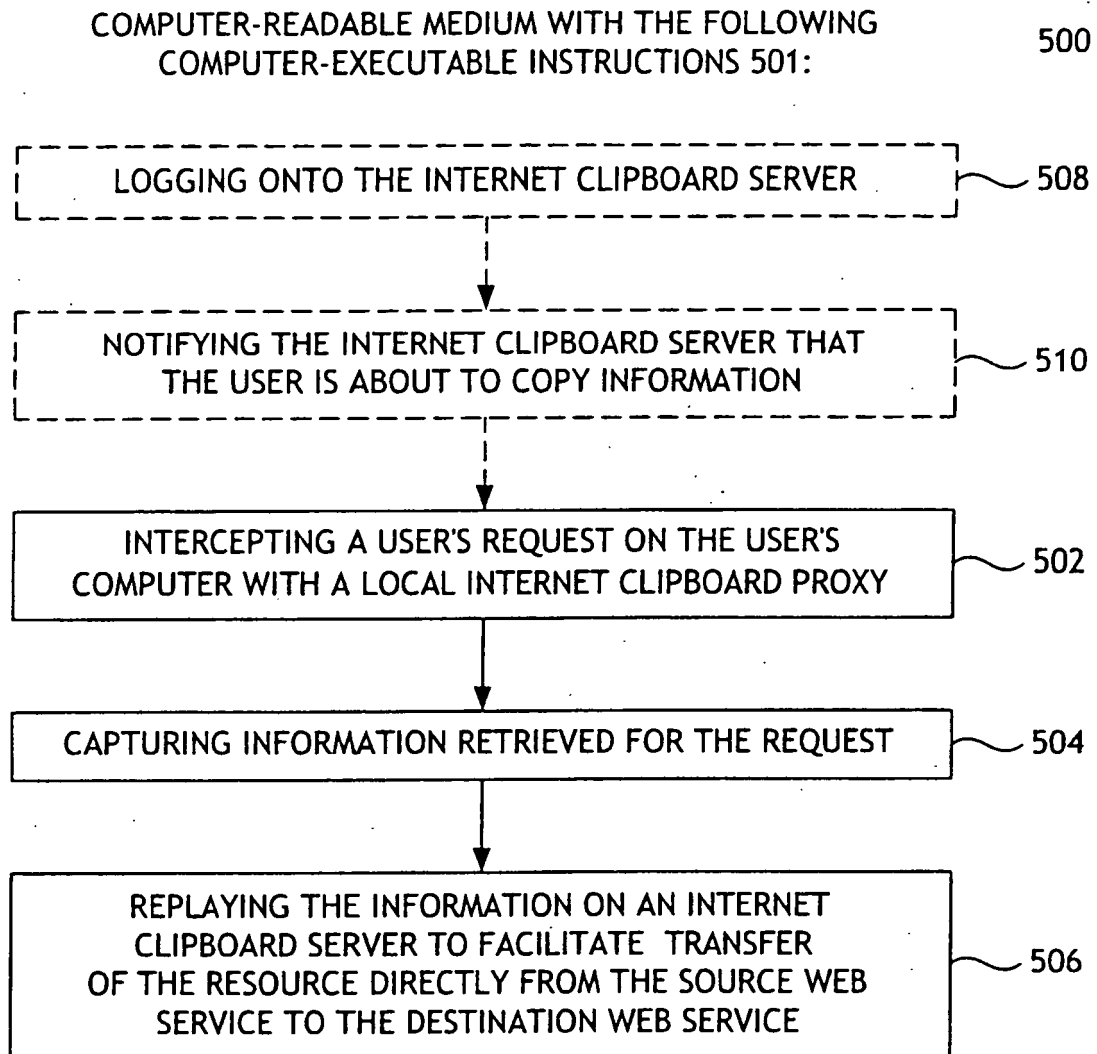 COMPUTER-READABLE MEDIUM WITH THE FOLLOWING
COMPUTER-EXECUTABLE INSTRUCTIONS 501:
500
LOGGING ONTO THE INTERNET CLIPBOARD SERVER
508
NOTIFYING THE INTERNET CLIPBOARD SERVER THAT
THE USER IS ABOUT TO COPY INFORMATION
510
INTERCEPTING A USER'S REQUEST ON THE USER'S
COMPUTER WITH A LOCAL INTERNET CLIPBOARD PROXY
502
CAPTURING INFORMATION RETRIEVED FOR THE REQUEST
504
REPLAYING THE INFORMATION ON AN INTERNET
CLIPBOARD SERVER TO FACILITATE TRANSFER
OF THE RESOURCE DIRECTLY FROM THE SOURCE WEB
SERVICE TO THE DESTINATION WEB SERVICE
506